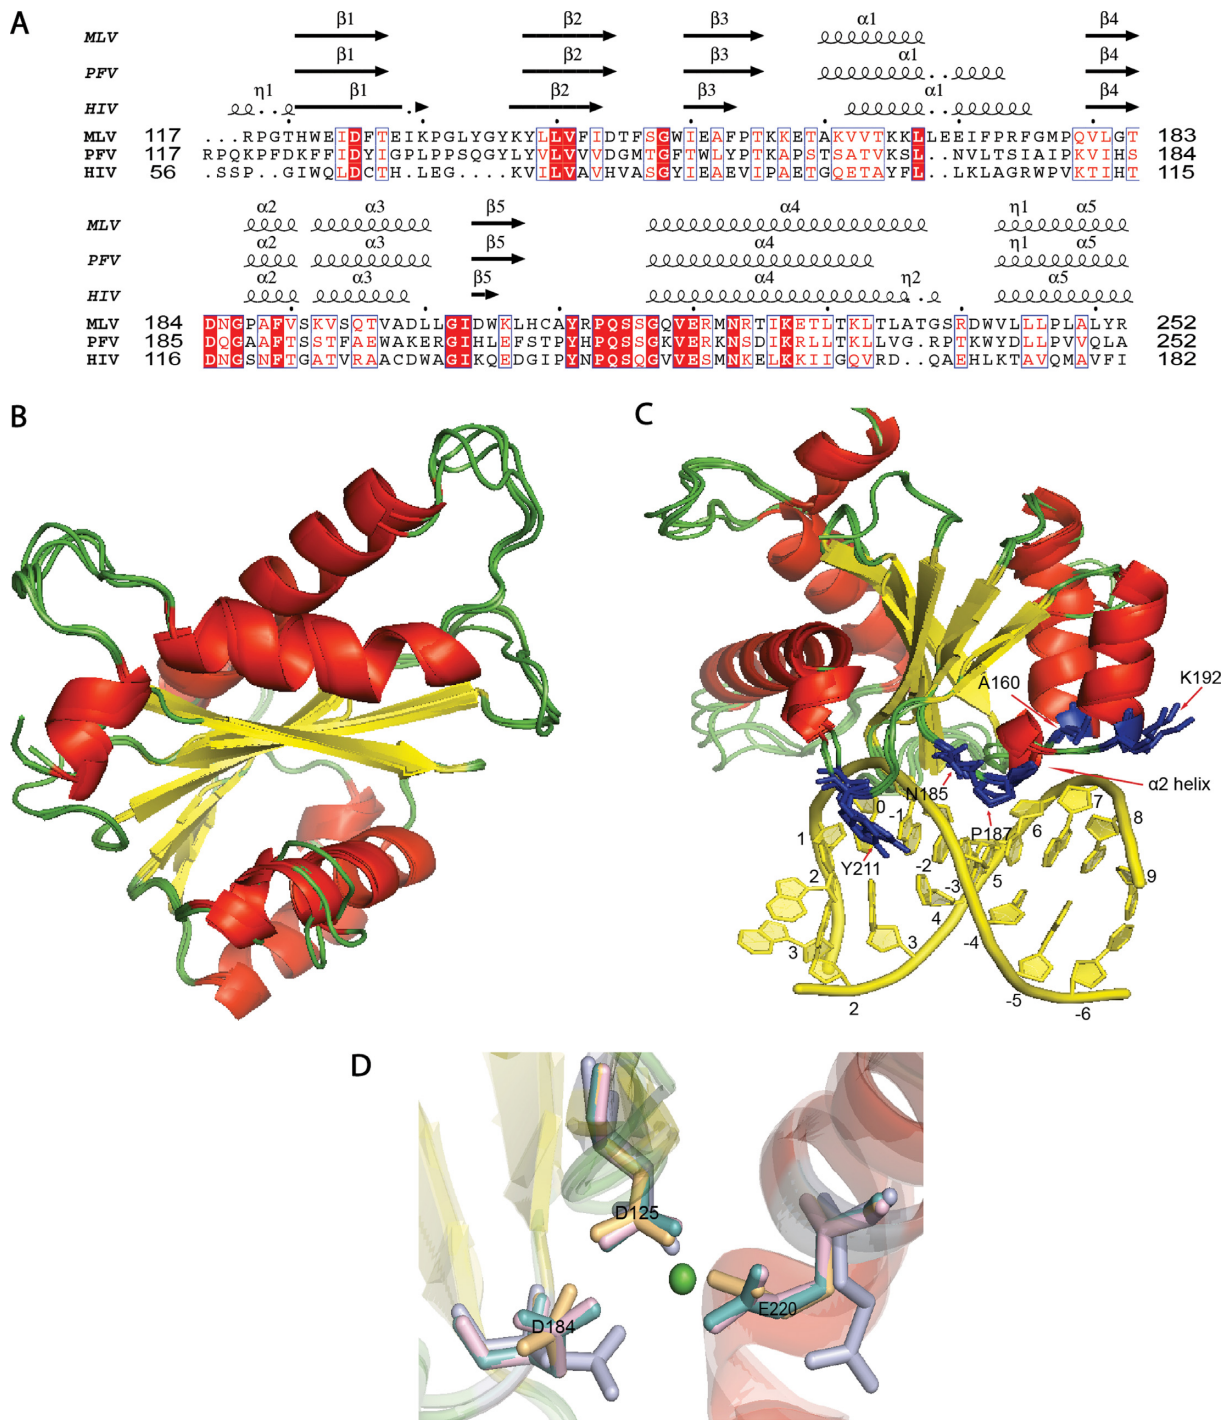 A
MLV β1 β2 β3 α1 β4
PFV β1 β2 β3 α1 β4
HIV η1 β1 β2 β3 α1 β4
MLV 117 ...RPGTHWEIDFTEIKPGLYGYKYLLVFIDTFSGWIEAFPTKKETAKVVTKKLLEEIFPRFGMPQVLGT 183
PFV 117 RPQKPFDKFFIDYIGPLPPSQGYLYVLVVVDGMTGFTWLYPTKAPSTSATVKSL..NVLTSIAIPKVIHS 184
HIV 56 .SSP.GIWQLDCTH.LEG....KVILVAVHVASGYIEAEVIPAETGQETAYFL..LKLAGRWPVKTIHT 115
MLV α2 α3 β5 α4 η1 α5
PFV α2 α3 β5 α4 η1 α5
HIV α2 α3 β5 α4 η2 α5
MLV 184 DNGPAFVSKVSQTVADLLGIDWKLHCAYRPQSSGQVERMNRTIKETLTKLTLATGSRDWVLLLPLALYR 252
PFV 185 DQGAAFTSSTFAEWAKERGIHLEFSTPYHPQSSGKVERKNSDIKRLLTKLLVG.RPTKWYDLLPVVQLA 252
HIV 116 DNGSNFTGATVRAACDWAGIKQEDGIPYNPQSQGVVESMNKELKKIIGQVRD..QAEHLKTAVQMAVFI 182
B
C
A160
K192
N185
α2 helix
P187
Y211
0
-1
1
2
3
-2
-3
4
5
6
7
8
9
3
-4
2
-5
-6
D
D125
D184
E220